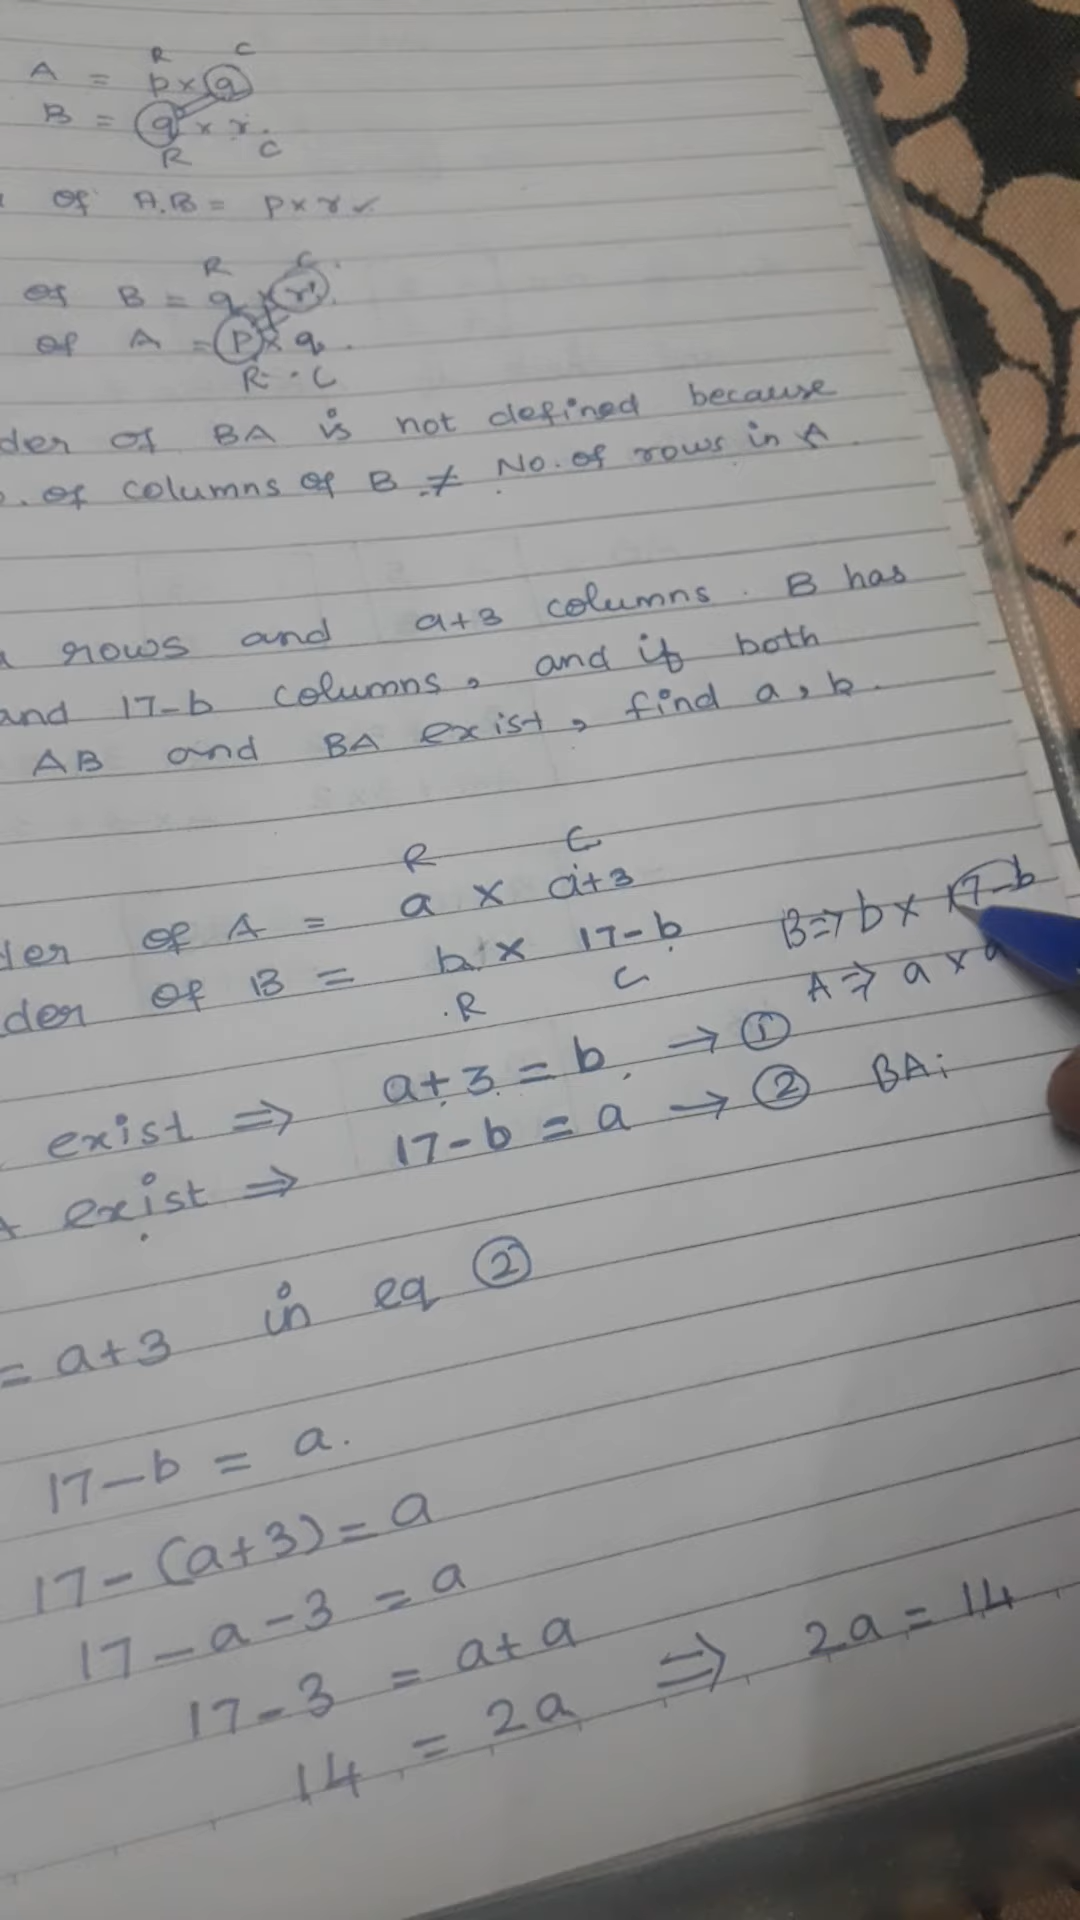 R C
A = p × q
B = q × r.
R C
of A.B = p × r ✓
R C
of B = q × r
of A = p × q.
R C
der of BA is not defined because
. of columns of B ≠ No. of rows in A.
rows and a+3 columns. B has
and 17-b columns, and if both
AB and BA exist, find a, b.
R C
der of A = a × a+3
der of B = b × 17-b
R C
B ⇒ b × 17-b
A ⇒ a × a
exist ⇒ a+3 = b. → ①
exist ⇒ 17-b = a → ② BA;
= a+3 in eq ②
17-b = a.
17-(a+3) = a
17-a-3 = a
17-3 = a+a
14 = 2a ⇒ 2a = 14